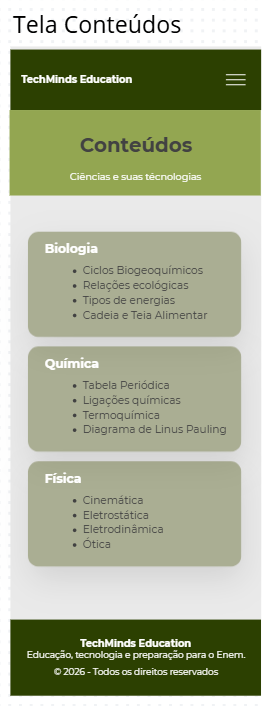 Tela Conteúdos
TechMinds Education
Conteúdos
Ciências e suas técnologias
Biologia
Ciclos Biogeoquímicos
Relações ecológicas
Tipos de energias
Cadeia e Teia Alimentar
Química
Tabela Periódica
Ligações químicas
Termoquímica
Diagrama de Linus Pauling
Física
Cinemática
Eletrostática
Eletrodinâmica
Ótica
TechMinds Education
Educação, tecnologia e preparação para o Enem.
© 2026 - Todos os direitos reservados